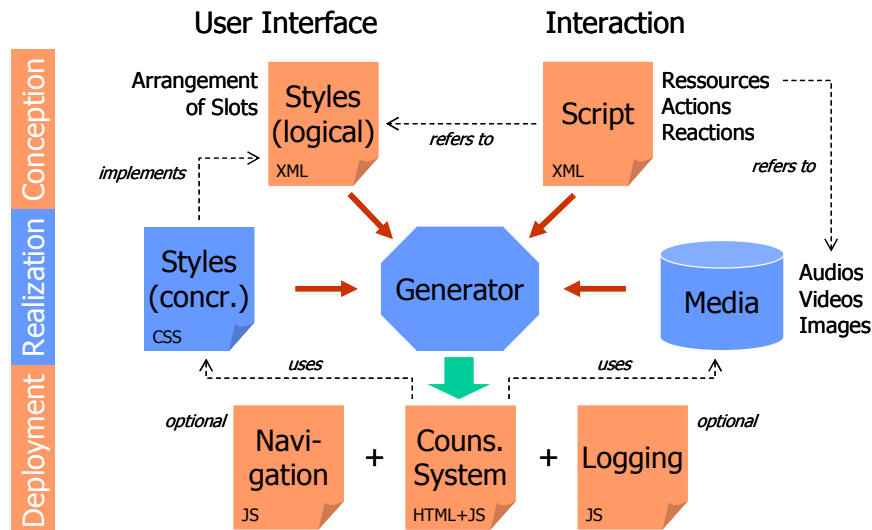 User Interface
Interaction
Conception
Arrangement
of Slots
Styles
(logical)
XML
refers to
Script
XML
Ressources
Actions
Reactions
implements
refers to
Realization
Styles
(concr.)
CSS
Generator
Media
Audios
Videos
Images
uses
uses
Deployment
optional
Navi-
gation
JS
+
Couns.
System
HTML+JS
+
Logging
JS
optional